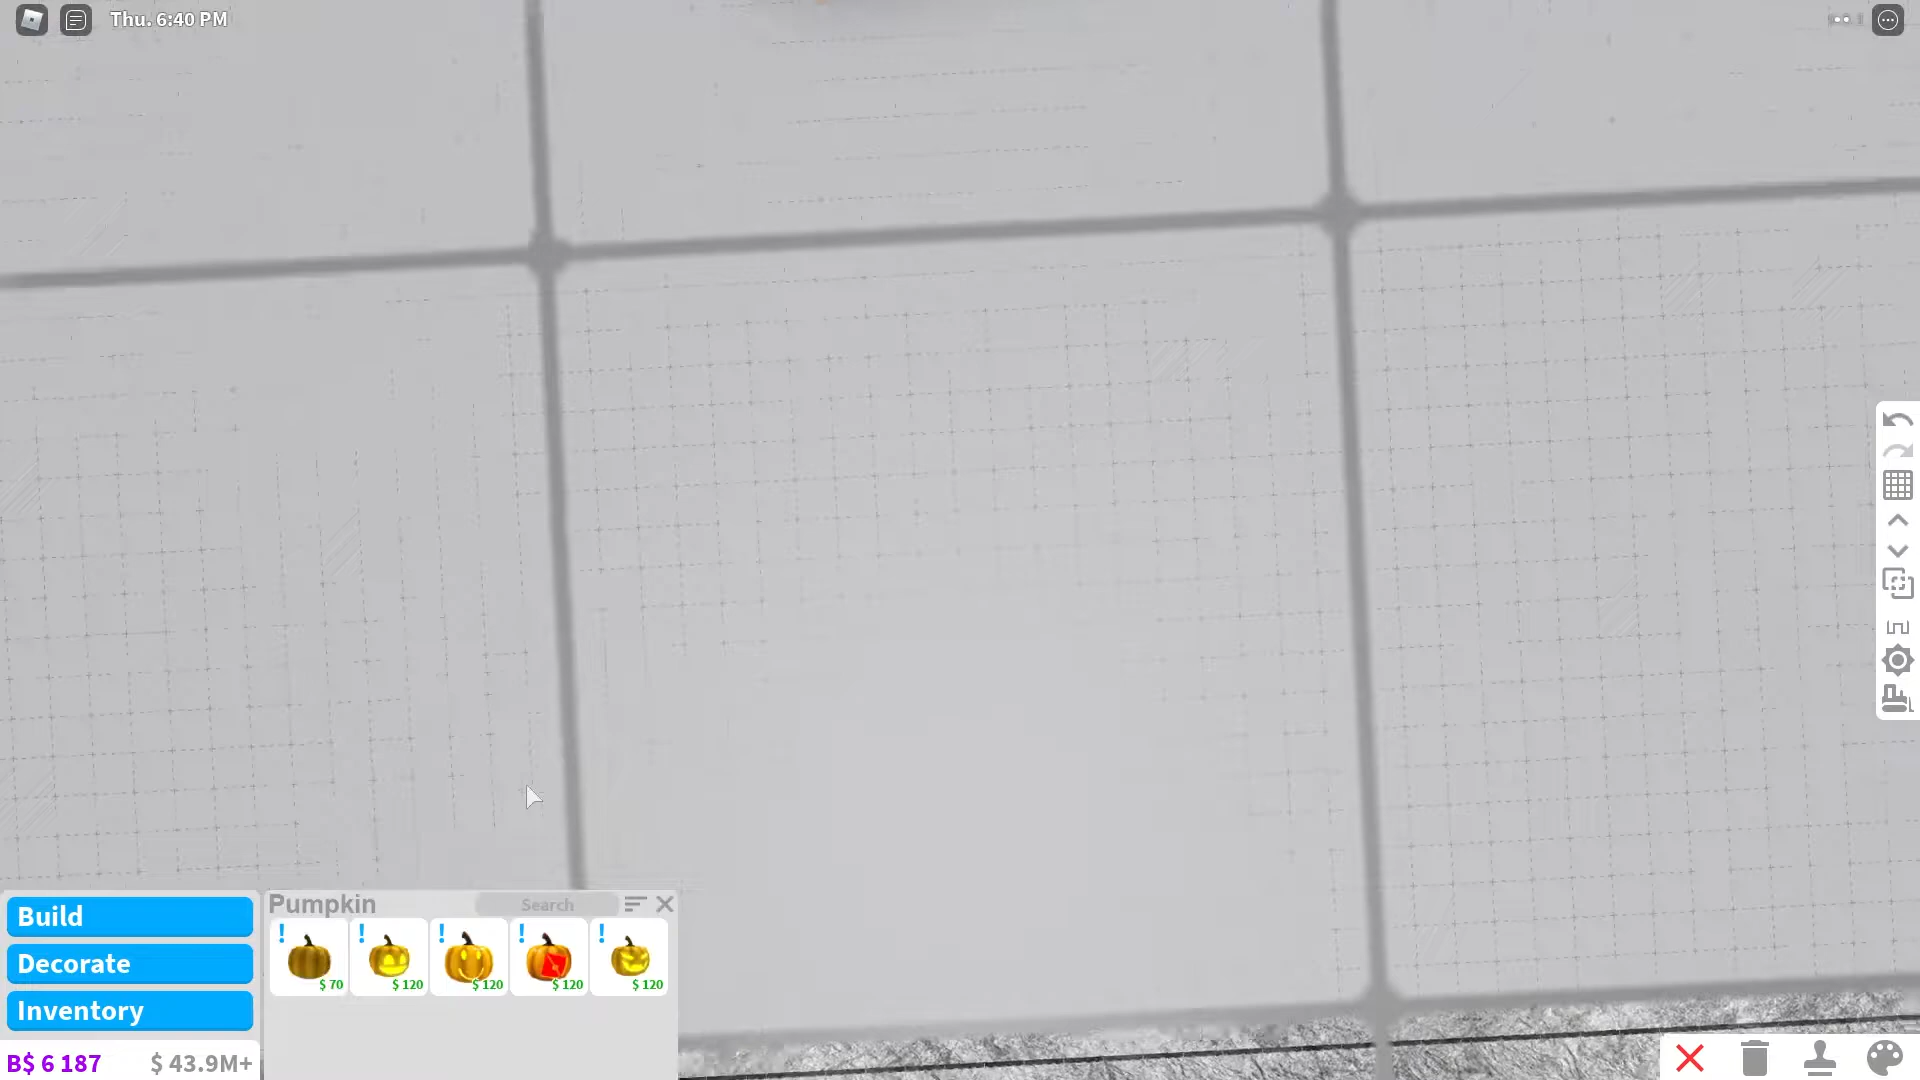 Thu. 6:40 PM
Build
Decorate
Inventory
B$ 6 187 $ 43.9M+
Pumpkin Search
! ! ! ! !
$ 70 $ 120 $ 120 $ 120 $ 120